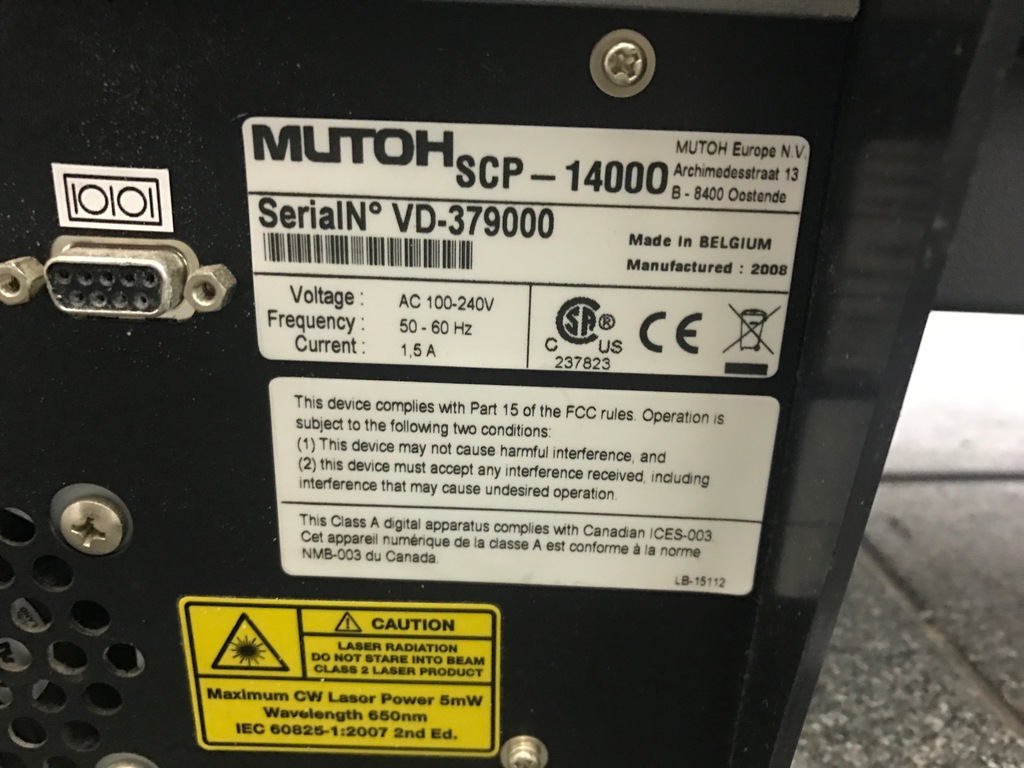 MUTOH SCP - 14000
MUTOH Europe N.V.
Archimedesstraat 13
B - 8400 Oostende
SerialN° VD-379000
Made In BELGIUM
Manufactured : 2008
Voltage : AC 100-240V
Frequency : 50 - 60 Hz
Current : 1,5 A
SA ®
C US
237823
CE
This device complies with Part 15 of the FCC rules. Operation is
subject to the following two conditions:
(1) This device may not cause harmful interference, and
(2) this device must accept any interference received, including
interference that may cause undesired operation.
This Class A digital apparatus complies with Canadian ICES-003.
Cet appareil numérique de la classe A est conforme à la norme
NMB-003 du Canada.
LB-15112
|O|O|
CAUTION
LASER RADIATION
DO NOT STARE INTO BEAM
CLASS 2 LASER PRODUCT
Maximum CW Lasor Power 5mW
Wavelength 650nm
IEC 60825-1:2007 2nd Ed.